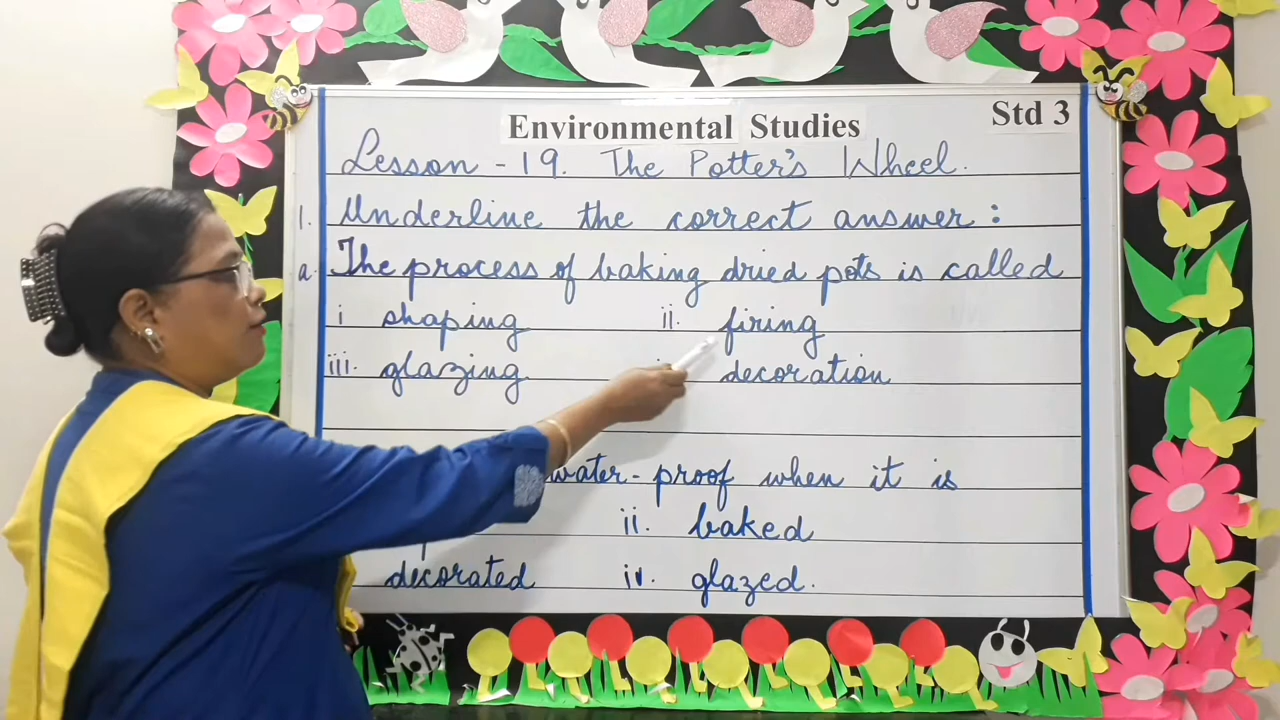 Environmental Studies Std 3
Lesson - 19. The Potter's Wheel.
1. Underline the correct answer:
a. The process of baking dried pots is called
i shaping ii. firing
iii. glazing decoration
water-proof when it is
ii. baked
decorated iv. glazed.